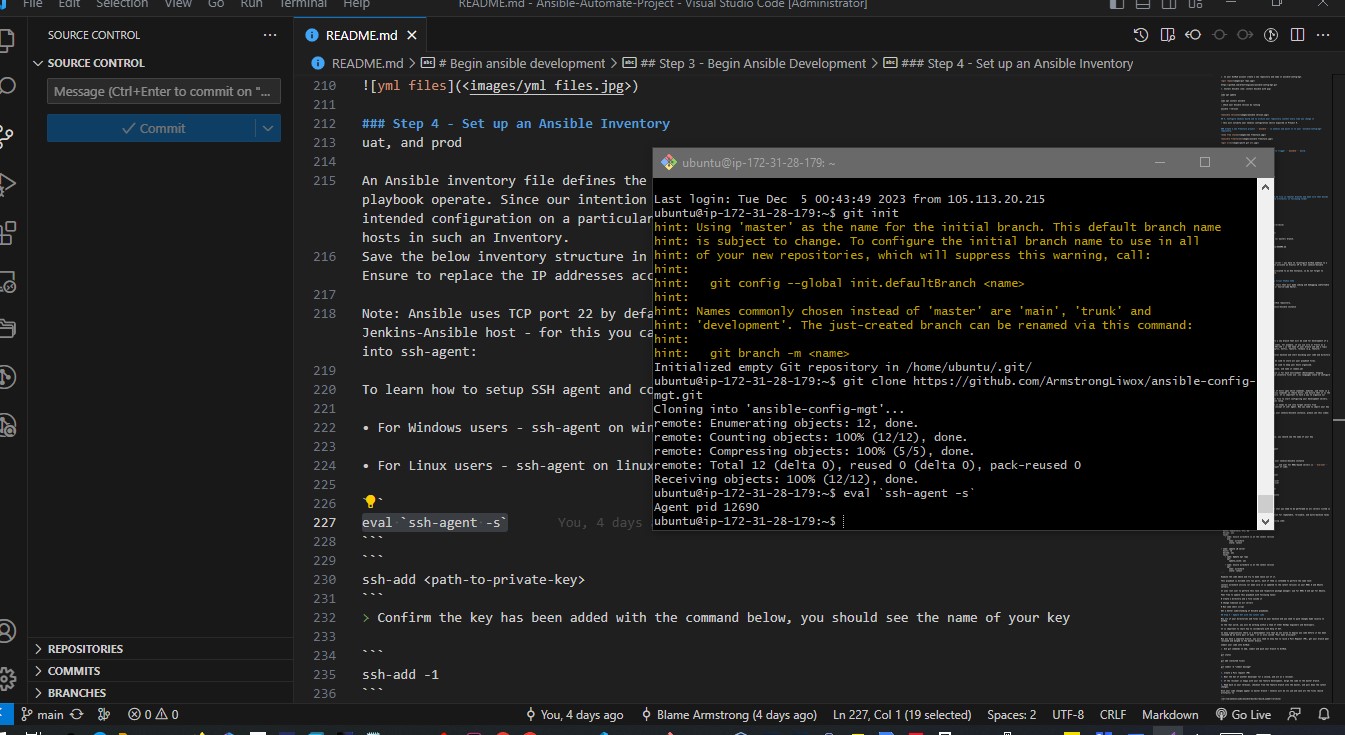 File Edit Selection View Go Run Terminal Help README.md - Ansible-Automate-Project - Visual Studio Code [Administrator]
SOURCE CONTROL
README.md
SOURCE CONTROL
README.md > # Begin ansible development > ## Step 3 - Begin Ansible Development > ### Step 4 - Set up an Ansible Inventory
Message (Ctrl+Enter to commit on "...
Commit
210 ![yml files](<images/yml files.jpg>)
211
212 ### Step 4 - Set up an Ansible Inventory
213 uat, and prod
214
215 An Ansible inventory file defines the
playbook operate. Since our intention
intended configuration on a particular
hosts in such an Inventory.
216 Save the below inventory structure in
Ensure to replace the IP addresses acc
217
218 Note: Ansible uses TCP port 22 by defa
Jenkins-Ansible host - for this you ca
into ssh-agent:
219
220 To learn how to setup SSH agent and co
221
222 • For Windows users - ssh-agent on win
223
224 • For Linux users - ssh-agent on linux
225
226 ```
227 eval `ssh-agent -s` You, 4 days
228 ```
229 ```
230 ssh-add <path-to-private-key>
231 ```
232 > Confirm the key has been added with the command below, you should see the name of your key
233
234 ```
235 ssh-add -1
236 ```
ubuntu@ip-172-31-28-179: ~
Last login: Tue Dec  5 00:43:49 2023 from 105.113.20.215
ubuntu@ip-172-31-28-179:~$ git init
hint: Using 'master' as the name for the initial branch. This default branch name
hint: is subject to change. To configure the initial branch name to use in all
hint: of your new repositories, which will suppress this warning, call:
hint:
hint:   git config --global init.defaultBranch <name>
hint:
hint: Names commonly chosen instead of 'master' are 'main', 'trunk' and
hint: 'development'. The just-created branch can be renamed via this command:
hint:
hint:   git branch -m <name>
Initialized empty Git repository in /home/ubuntu/.git/
ubuntu@ip-172-31-28-179:~$ git clone https://github.com/ArmstrongLiwox/ansible-config-
mgt.git
Cloning into 'ansible-config-mgt'...
remote: Enumerating objects: 12, done.
remote: Counting objects: 100% (12/12), done.
remote: Compressing objects: 100% (5/5), done.
remote: Total 12 (delta 0), reused 0 (delta 0), pack-reused 0
Receiving objects: 100% (12/12), done.
ubuntu@ip-172-31-28-179:~$ eval `ssh-agent -s`
Agent pid 12690
ubuntu@ip-172-31-28-179:~$
REPOSITORIES
COMMITS
BRANCHES
main 0 0 You, 4 days ago Blame Armstrong (4 days ago) Ln 227, Col 1 (19 selected) Spaces: 2 UTF-8 CRLF Markdown Go Live